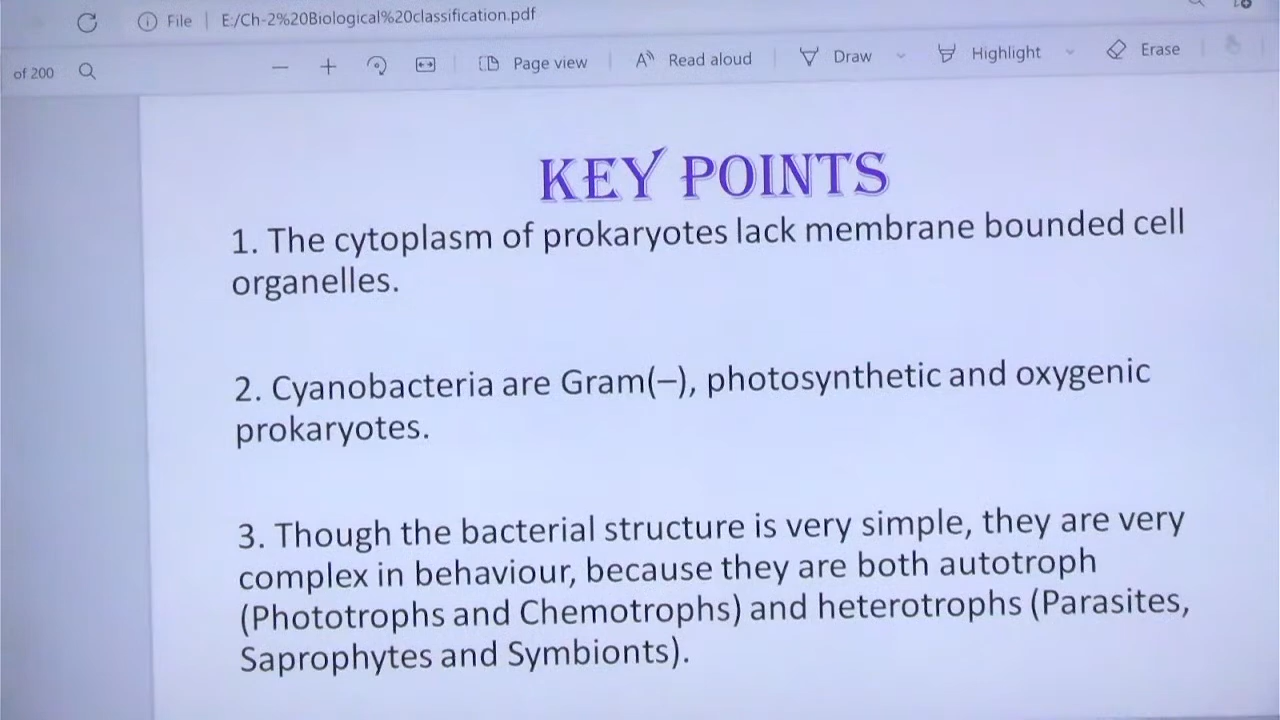 File | E:/Ch-2%20Biological%20classification.pdf
of 200 Page view Read aloud Draw Highlight Erase
KEY POINTS
1. The cytoplasm of prokaryotes lack membrane bounded cell
organelles.
2. Cyanobacteria are Gram(–), photosynthetic and oxygenic
prokaryotes.
3. Though the bacterial structure is very simple, they are very
complex in behaviour, because they are both autotroph
(Phototrophs and Chemotrophs) and heterotrophs (Parasites,
Saprophytes and Symbionts).